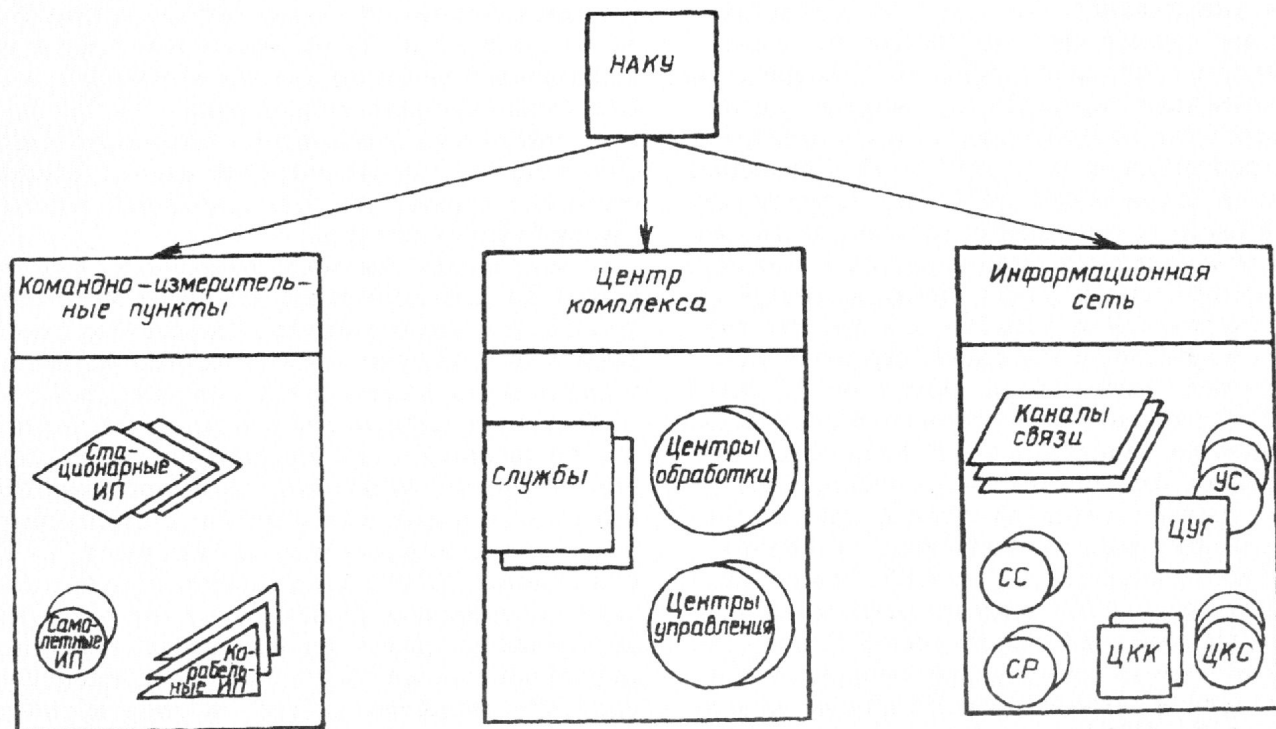 НАКУ
Командно-измеритель-
ные пункты
Ста-
ционарные
ИП
Само-
летные
ИП
Ко-
рабель-
ные ИП
Центр
комплекса
Службы
Центры
обработки
Центры
управления
Информационная
сеть
Каналы
связи
УС
ЦУГ
СС
СР
ЦКК
ЦКС